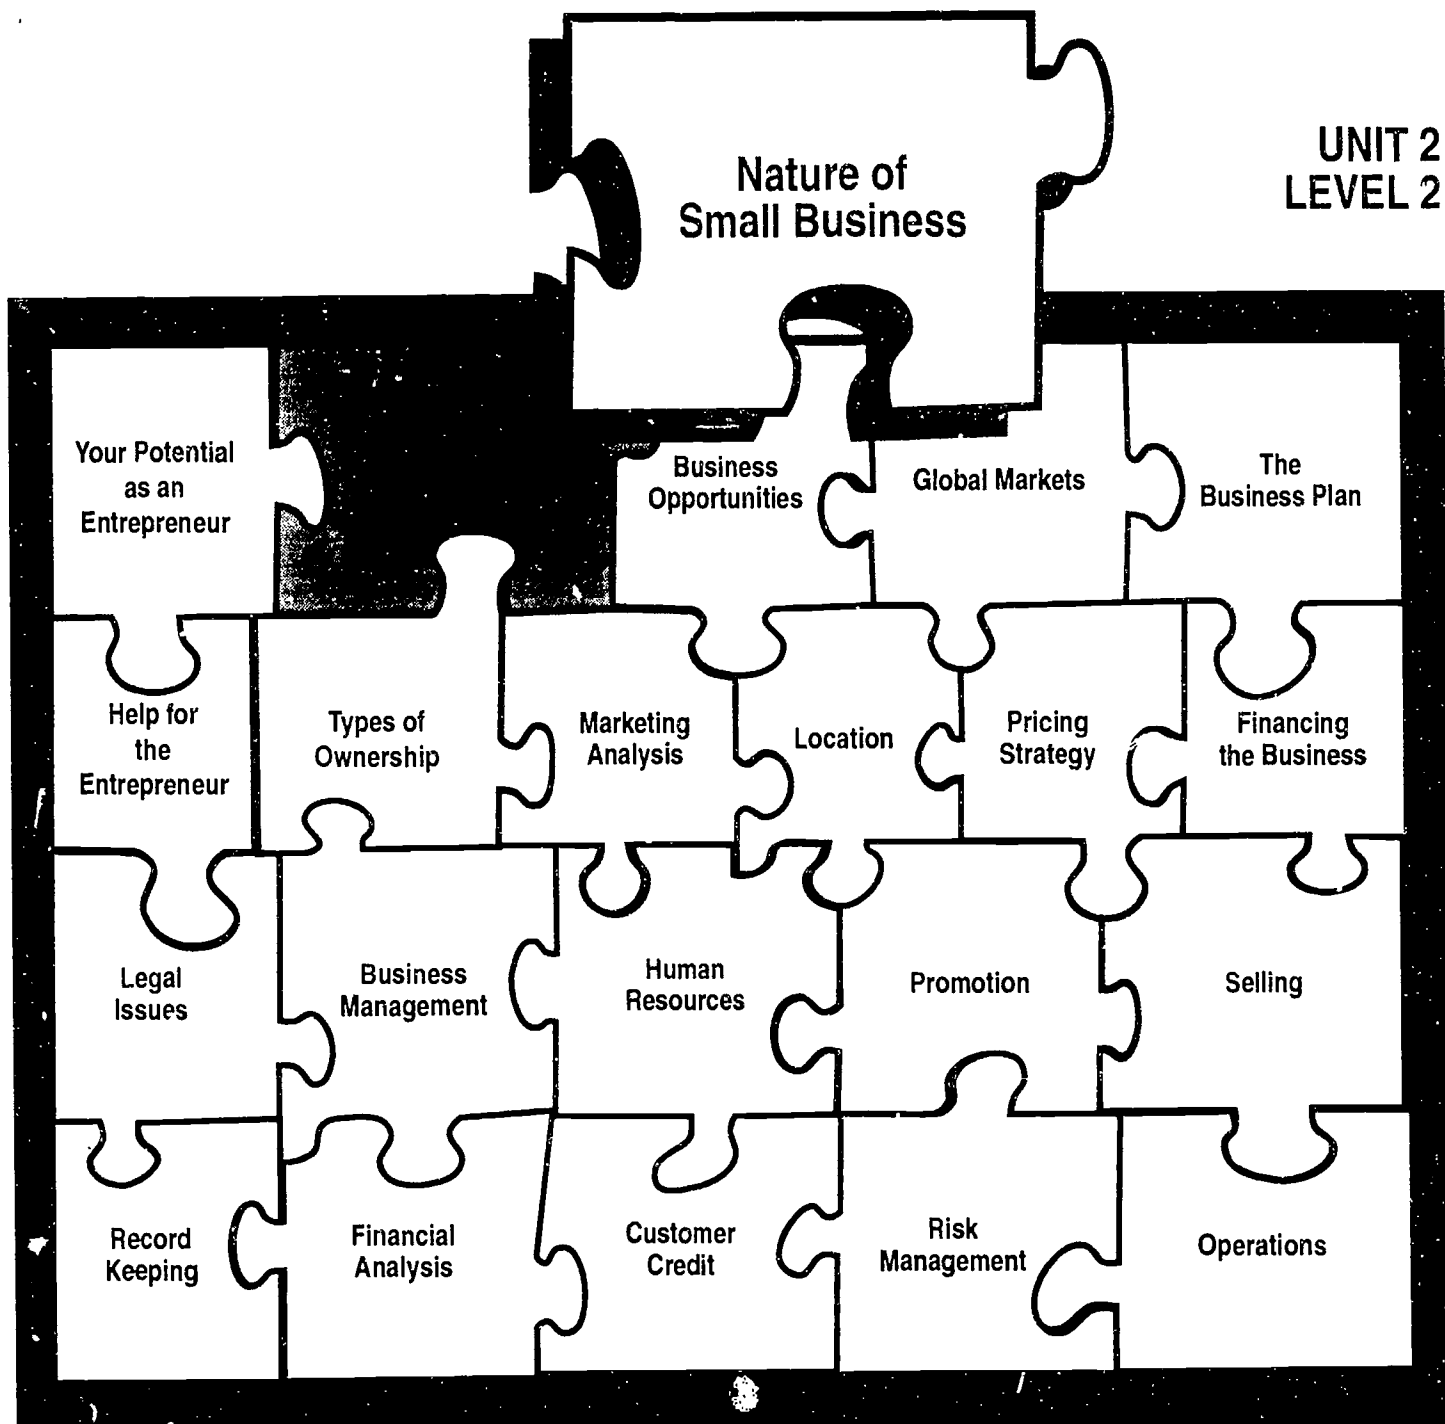 Nature of
Small Business
UNIT 2
LEVEL 2
Your Potential
as an
Entrepreneur
Business
Opportunities
Global Markets
The
Business Plan
Help for
the
Entrepreneur
Types of
Ownership
Marketing
Analysis
Location
Pricing
Strategy
Financing
the Business
Legal
Issues
Business
Management
Human
Resources
Promotion
Selling
Record
Keeping
Financial
Analysis
Customer
Credit
Risk
Management
Operations